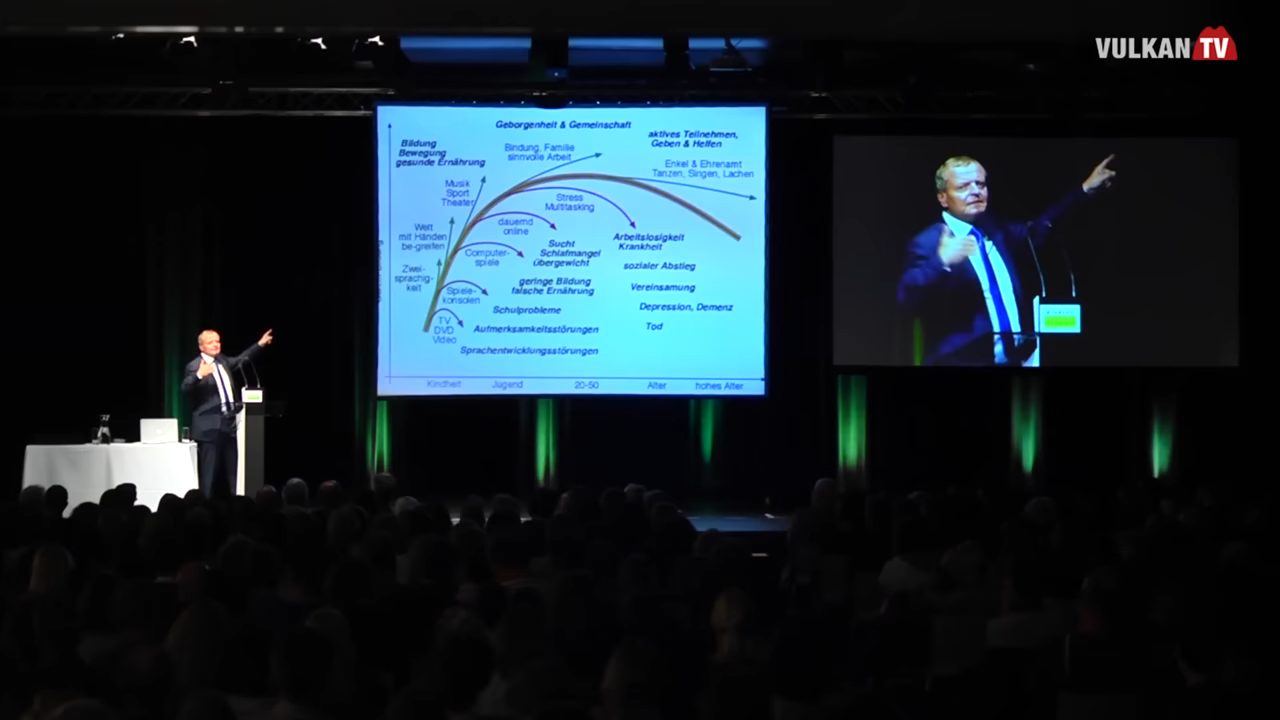 VULKAN TV
Geborgenheit & Gemeinschaft
aktives Teilnehmen,
Geben & Helfen
Bildung
Bewegung
gesunde Ernährung
Bindung, Familie
sinnvolle Arbeit
Enkel & Ehrenamt
Tanzen, Singen, Lachen
Musik
Sport
Theater
Stress
Multitasking
Welt
mit Händen
be-greifen
dauernd
online
Arbeitslosigkeit
Krankheit
Sucht
Schlafmangel
übergewicht
Computer-
spiele
sozialer Abstieg
Zwei-
sprachig-
keit
geringe Bildung
falsche Ernährung
Vereinsamung
Spiele-
konsolen
Schulprobleme
Depression, Demenz
TV
DVD
Video
Aufmerksamkeitsstörungen
Tod
Sprachentwicklungsstörungen
Kindheit Jugend 20-50 Alter hohes Alter